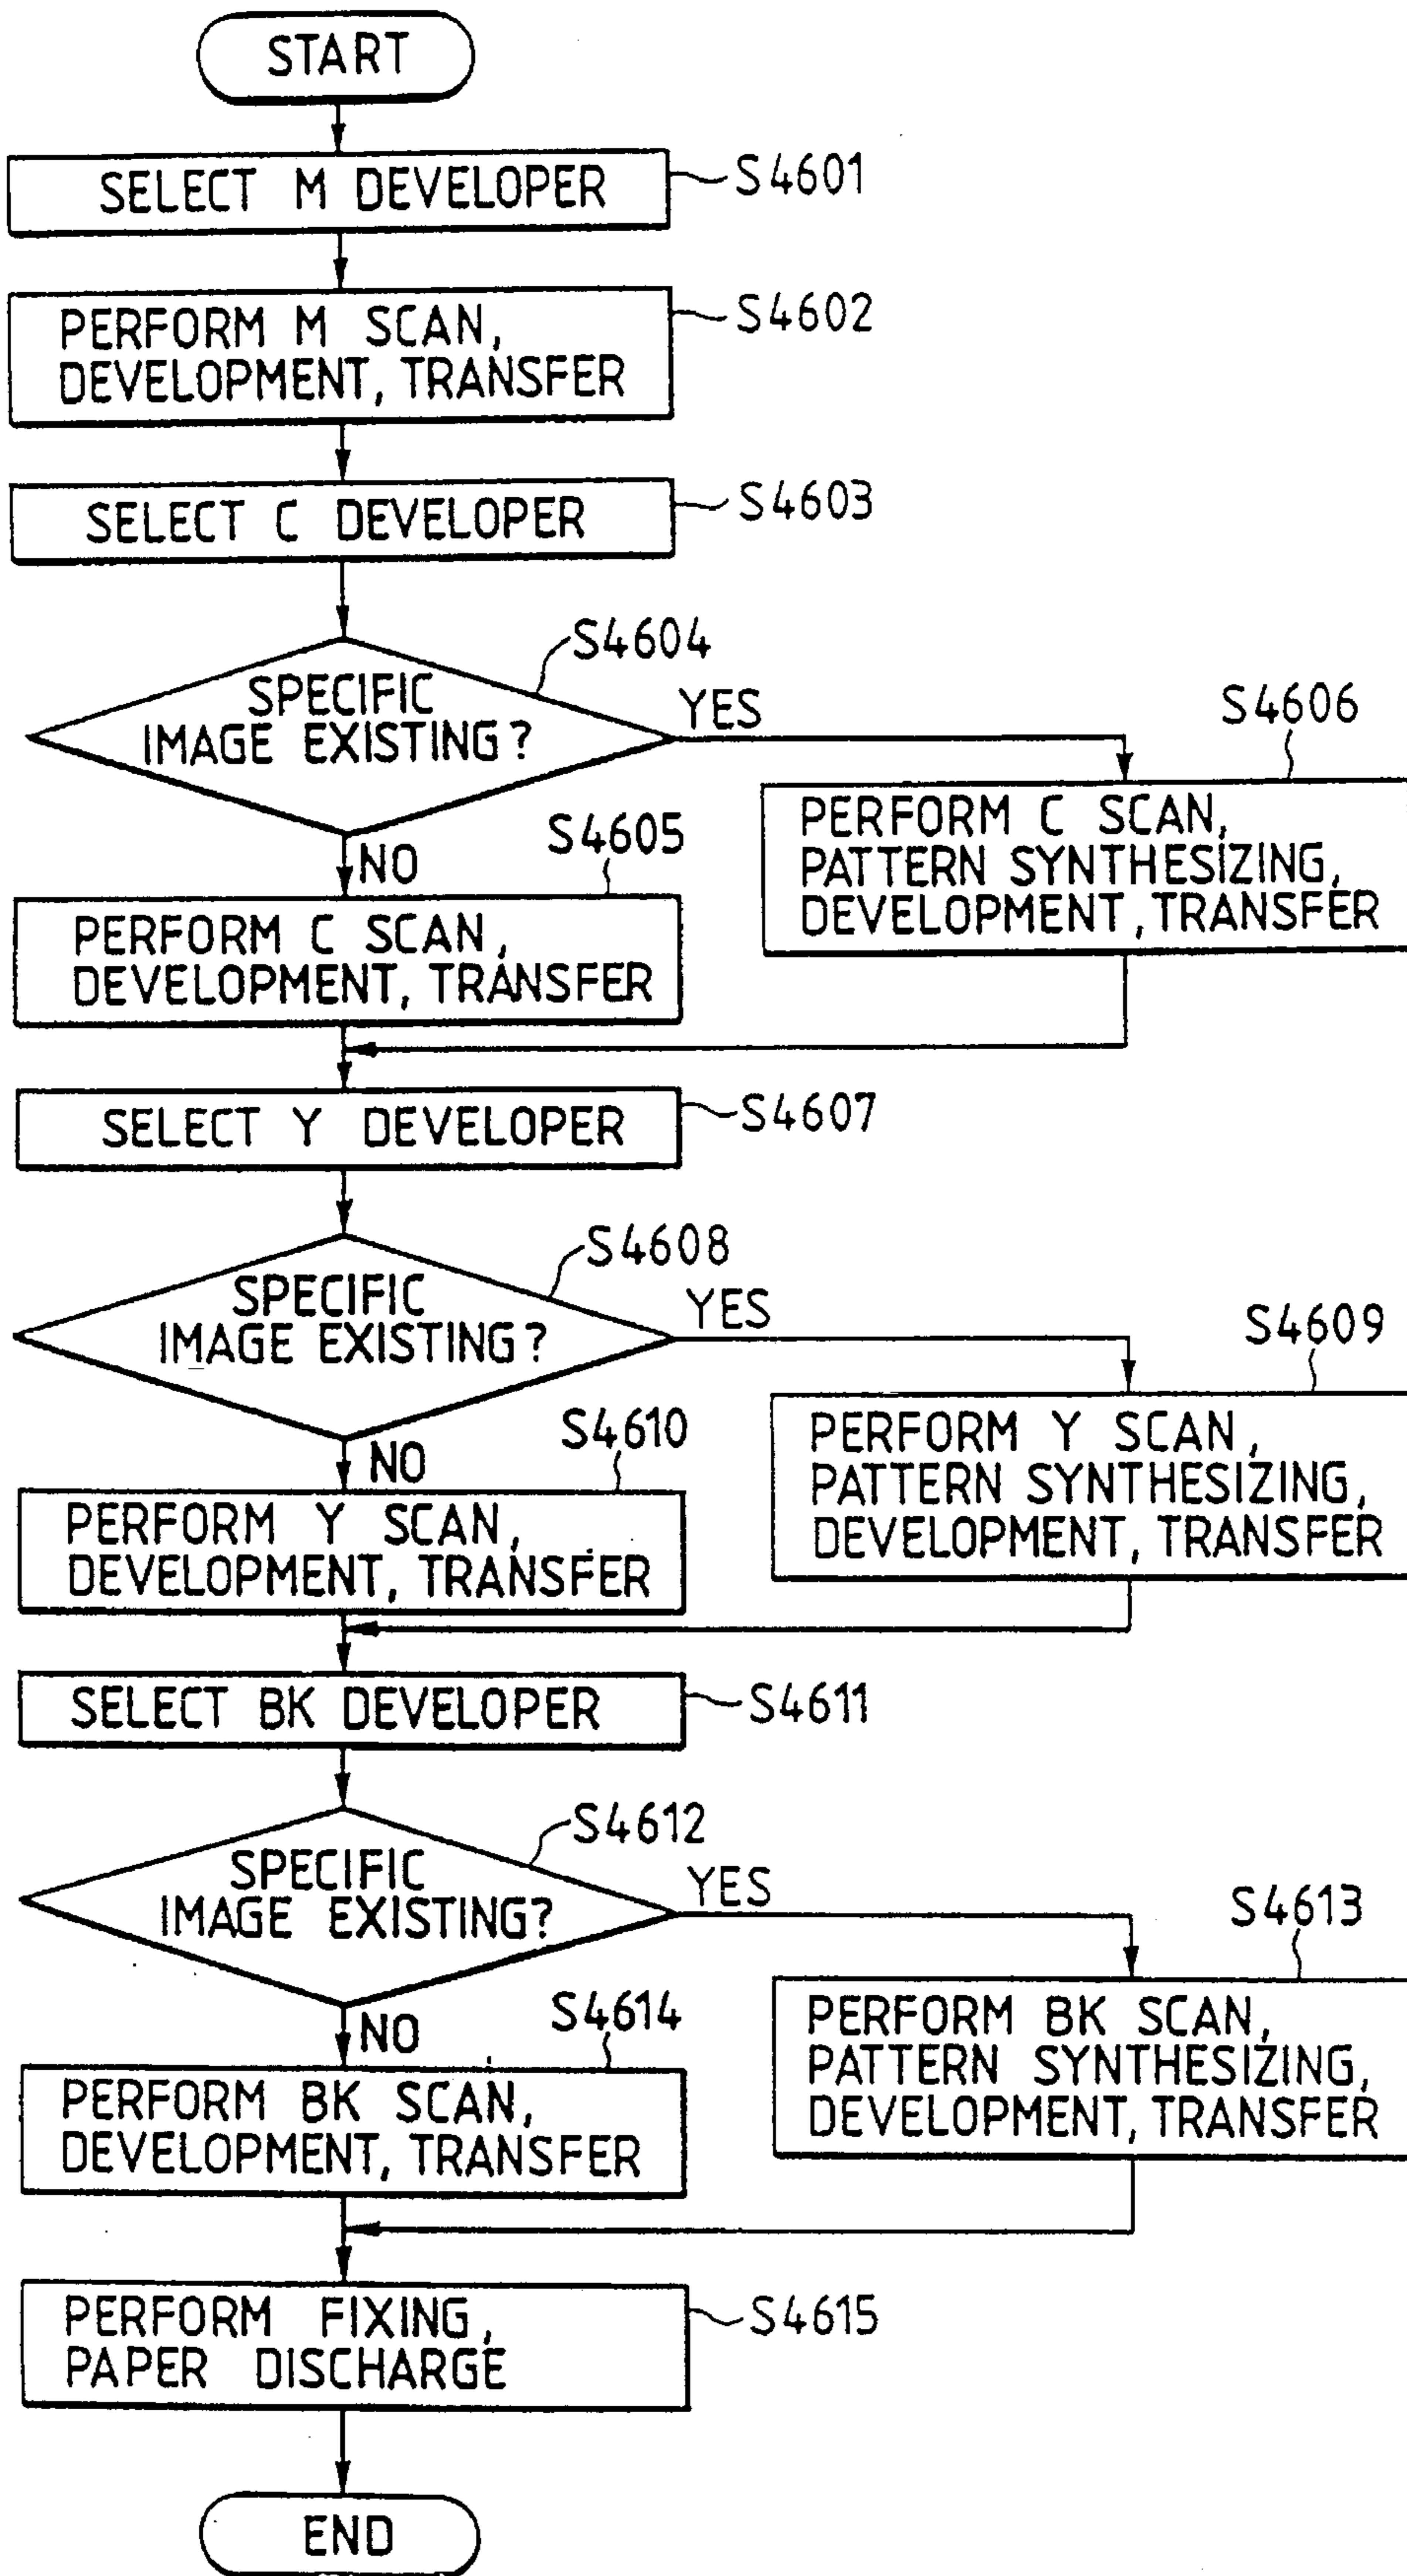 START
SELECT M DEVELOPER
S4601
PERFORM M SCAN,
DEVELOPMENT, TRANSFER
S4602
SELECT C DEVELOPER
S4603
SPECIFIC
IMAGE EXISTING?
S4604
YES
NO
S4606
PERFORM C SCAN,
PATTERN SYNTHESIZING,
DEVELOPMENT, TRANSFER
S4605
PERFORM C SCAN,
DEVELOPMENT, TRANSFER
SELECT Y DEVELOPER
S4607
SPECIFIC
IMAGE EXISTING?
S4608
YES
NO
S4609
PERFORM Y SCAN,
PATTERN SYNTHESIZING,
DEVELOPMENT, TRANSFER
S4610
PERFORM Y SCAN,
DEVELOPMENT, TRANSFER
SELECT BK DEVELOPER
S4611
SPECIFIC
IMAGE EXISTING?
S4612
YES
NO
S4613
PERFORM BK SCAN,
PATTERN SYNTHESIZING,
DEVELOPMENT, TRANSFER
S4614
PERFORM BK SCAN,
DEVELOPMENT, TRANSFER
PERFORM FIXING,
PAPER DISCHARGE
S4615
END